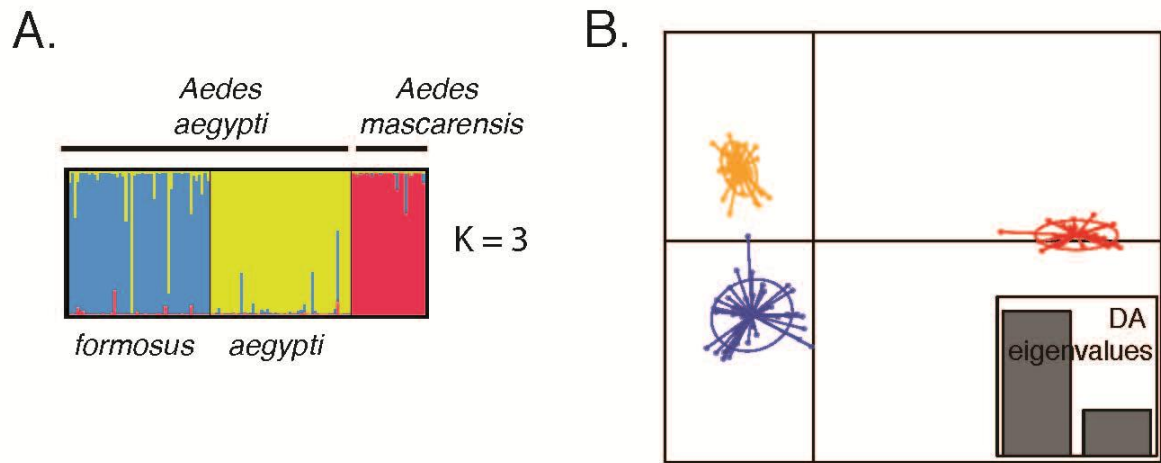 A.
Aedes
aegypti
Aedes
mascarensis
K = 3
formosus
aegypti
B.
DA
eigenvalues